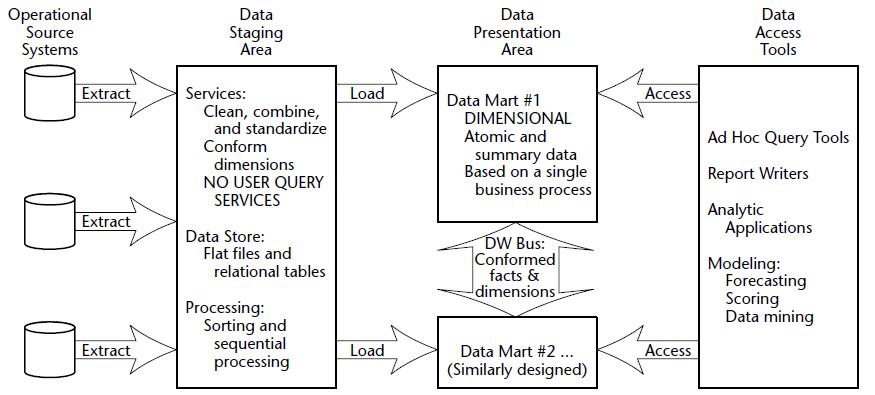 Operational
Source
Systems
Data
Staging
Area
Data
Presentation
Area
Data
Access
Tools
Extract
Extract
Extract
Services:
Clean, combine,
and standardize
Conform
dimensions
NO USER QUERY
SERVICES
Data Store:
Flat files and
relational tables
Processing:
Sorting and
sequential
processing
Load
Load
Data Mart #1
DIMENSIONAL
Atomic and
summary data
Based on a single
business process
DW Bus:
Conformed
facts &
dimensions
Data Mart #2 ...
(Similarly designed)
Access
Access
Ad Hoc Query Tools
Report Writers
Analytic
Applications
Modeling:
Forecasting
Scoring
Data mining